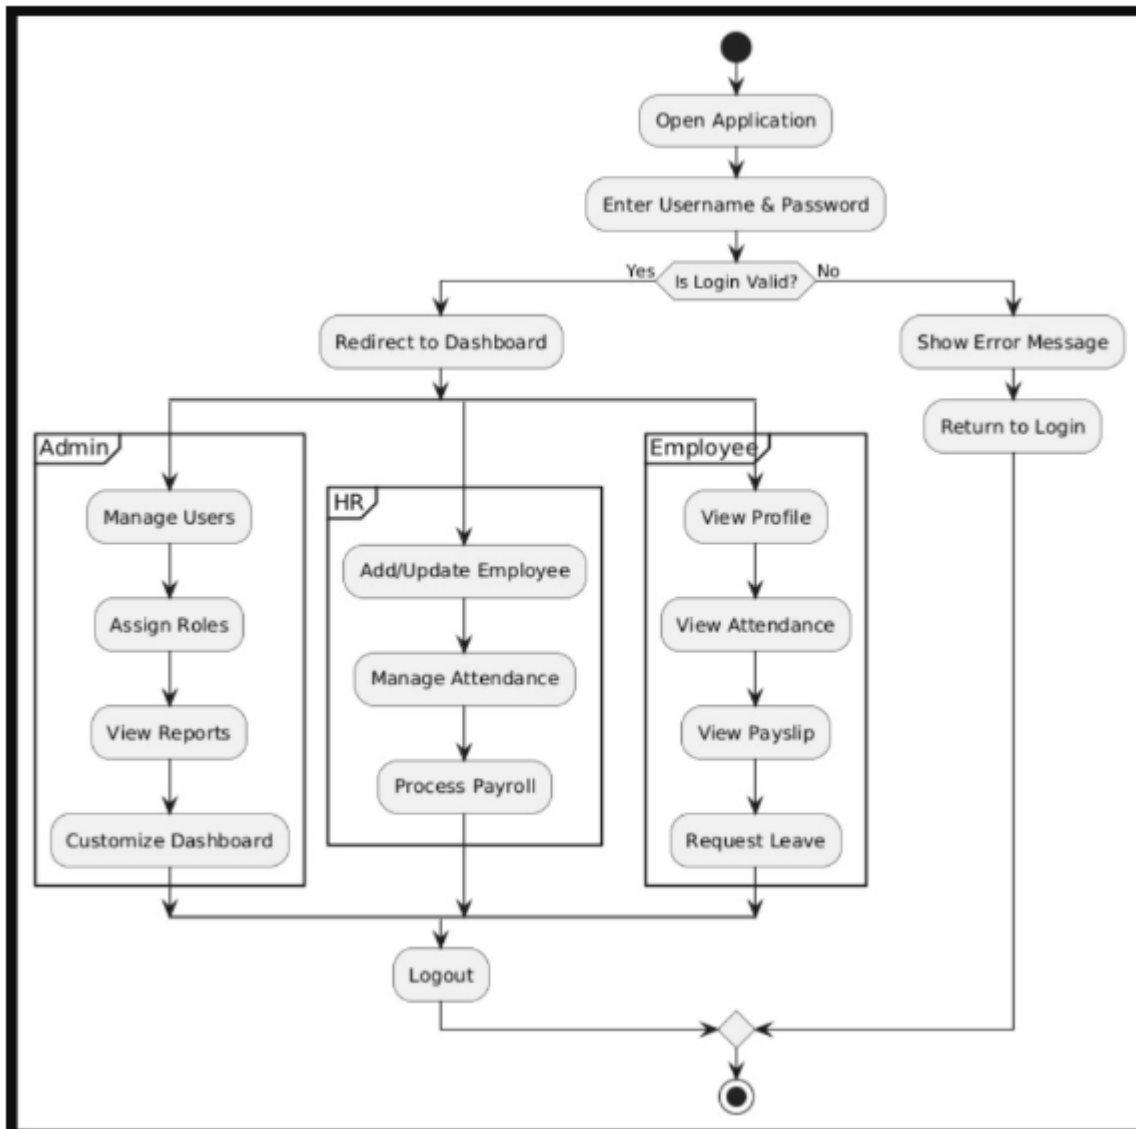 Open Application
Enter Username & Password
Yes
Is Login Valid?
No
Redirect to Dashboard
Show Error Message
Return to Login
Admin
Manage Users
Assign Roles
View Reports
Customize Dashboard
HR
Add/Update Employee
Manage Attendance
Process Payroll
Employee
View Profile
View Attendance
View Payslip
Request Leave
Logout